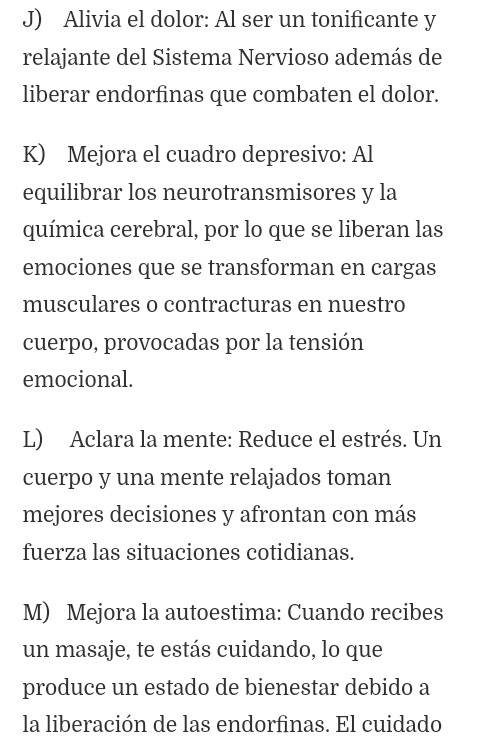 J) Alivia el dolor: Al ser un tonificante y
relajante del Sistema Nervioso además de
liberar endorfinas que combaten el dolor.
K) Mejora el cuadro depresivo: Al
equilibrar los neurotransmisores y la
química cerebral, por lo que se liberan las
emociones que se transforman en cargas
musculares o contracturas en nuestro
cuerpo, provocadas por la tensión
emocional.
L) Aclara la mente: Reduce el estrés. Un
cuerpo y una mente relajados toman
mejores decisiones y afrontan con más
fuerza las situaciones cotidianas.
M) Mejora la autoestima: Cuando recibes
un masaje, te estás cuidando, lo que
produce un estado de bienestar debido a
la liberación de las endorfinas. El cuidado